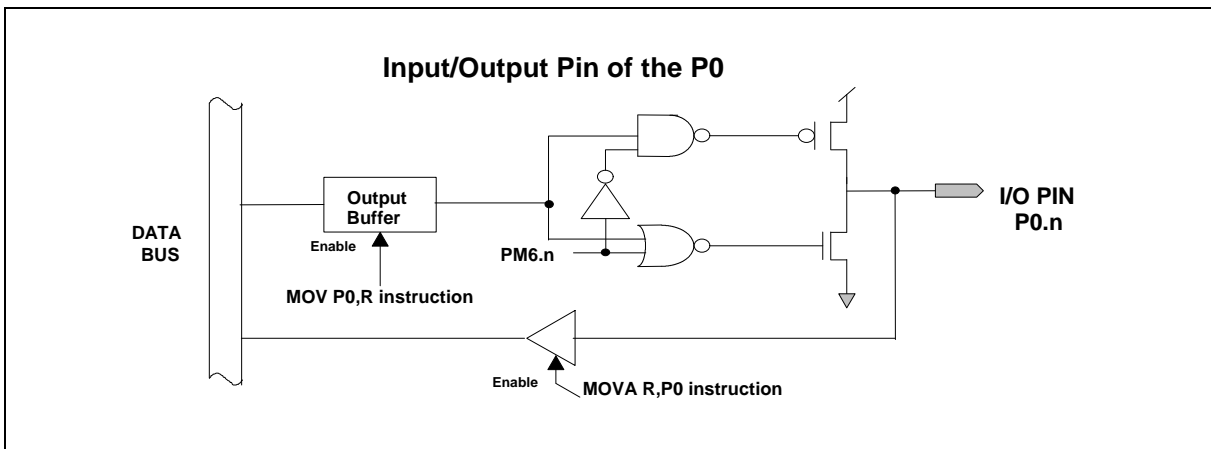 Input/Output Pin of the P0
Output
Buffer
Enable
DATA
BUS
PM6.n
I/O PIN
P0.n
MOV P0,R instruction
Enable
MOVA R,P0 instruction